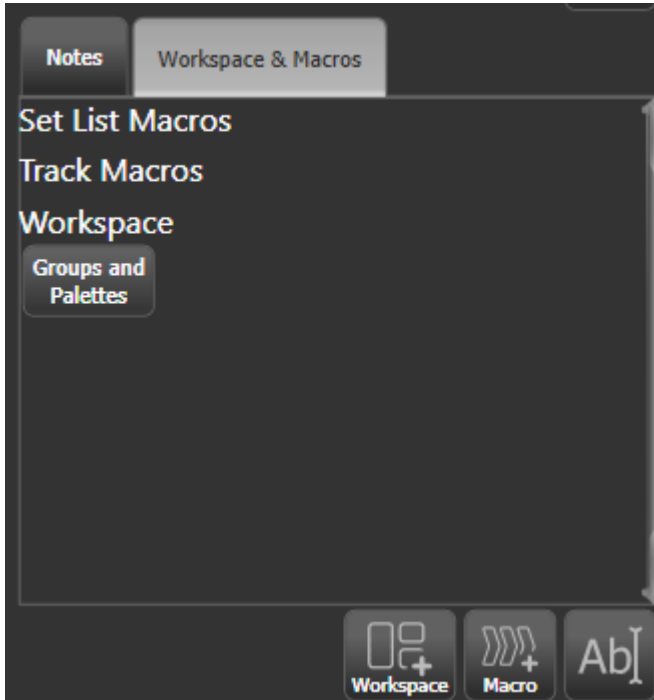 Notes
Workspace & Macros
Set List Macros
Track Macros
Workspace
Groups and
Palettes
Workspace
Macro
Ab